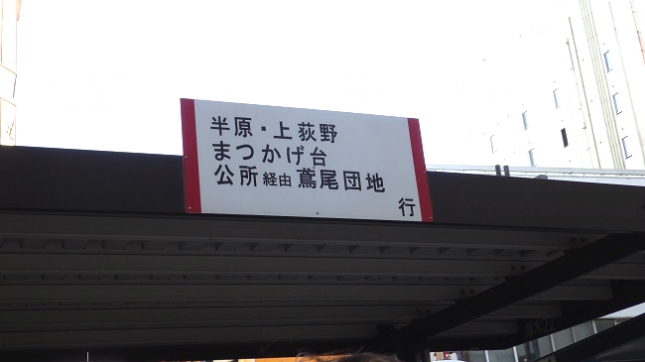 半原・上荻野
まつかげ台
公所経由鳶尾団地
行